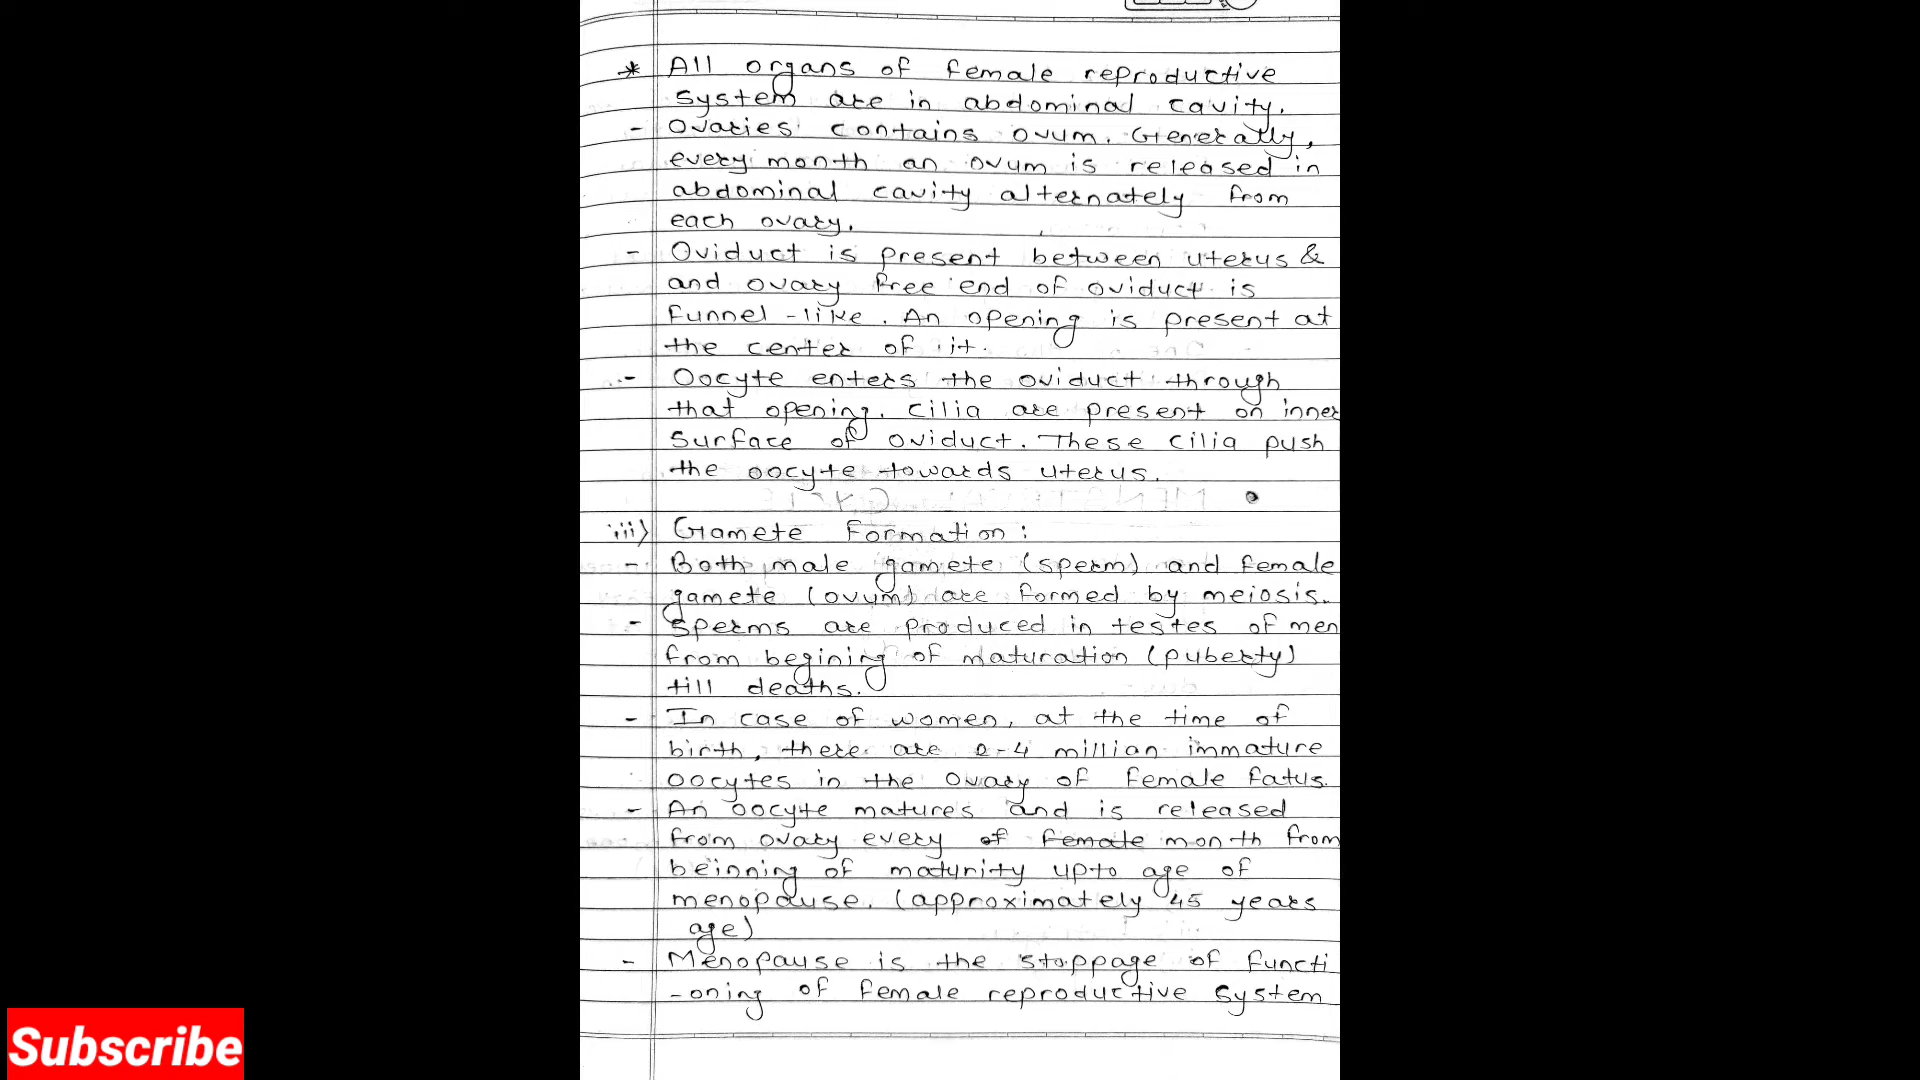 * All organs of female reproductive
system are in abdominal cavity.
- Ovaries contains ovum. Generally,
every month an ovum is released in
abdominal cavity alternately from
each ovary.
- Oviduct is present between uterus &
and ovary free end of oviduct is
funnel-like. An opening is present at
the center of it.
- Oocyte enters the oviduct through
that opening. Cilia are present on inner
surface of oviduct. These cilia push
the oocyte towards uterus.
iii) Gamete Formation:
- Both male gamete (sperm) and female
gamete (ovum) are formed by meiosis.
- Sperms are produced in testes of men
from begining of maturation (puberty)
till deaths.
- In case of women, at the time of
birth, there are 2-4 millian immature
oocytes in the ovary of female fatus.
- An oocyte matures and is released
from ovary every of female month from
beinning of maturity upto age of
menopause. (approximately 45 years
age)
- Menopause is the stoppage of functi
-oning of female reproductive system
Subscribe